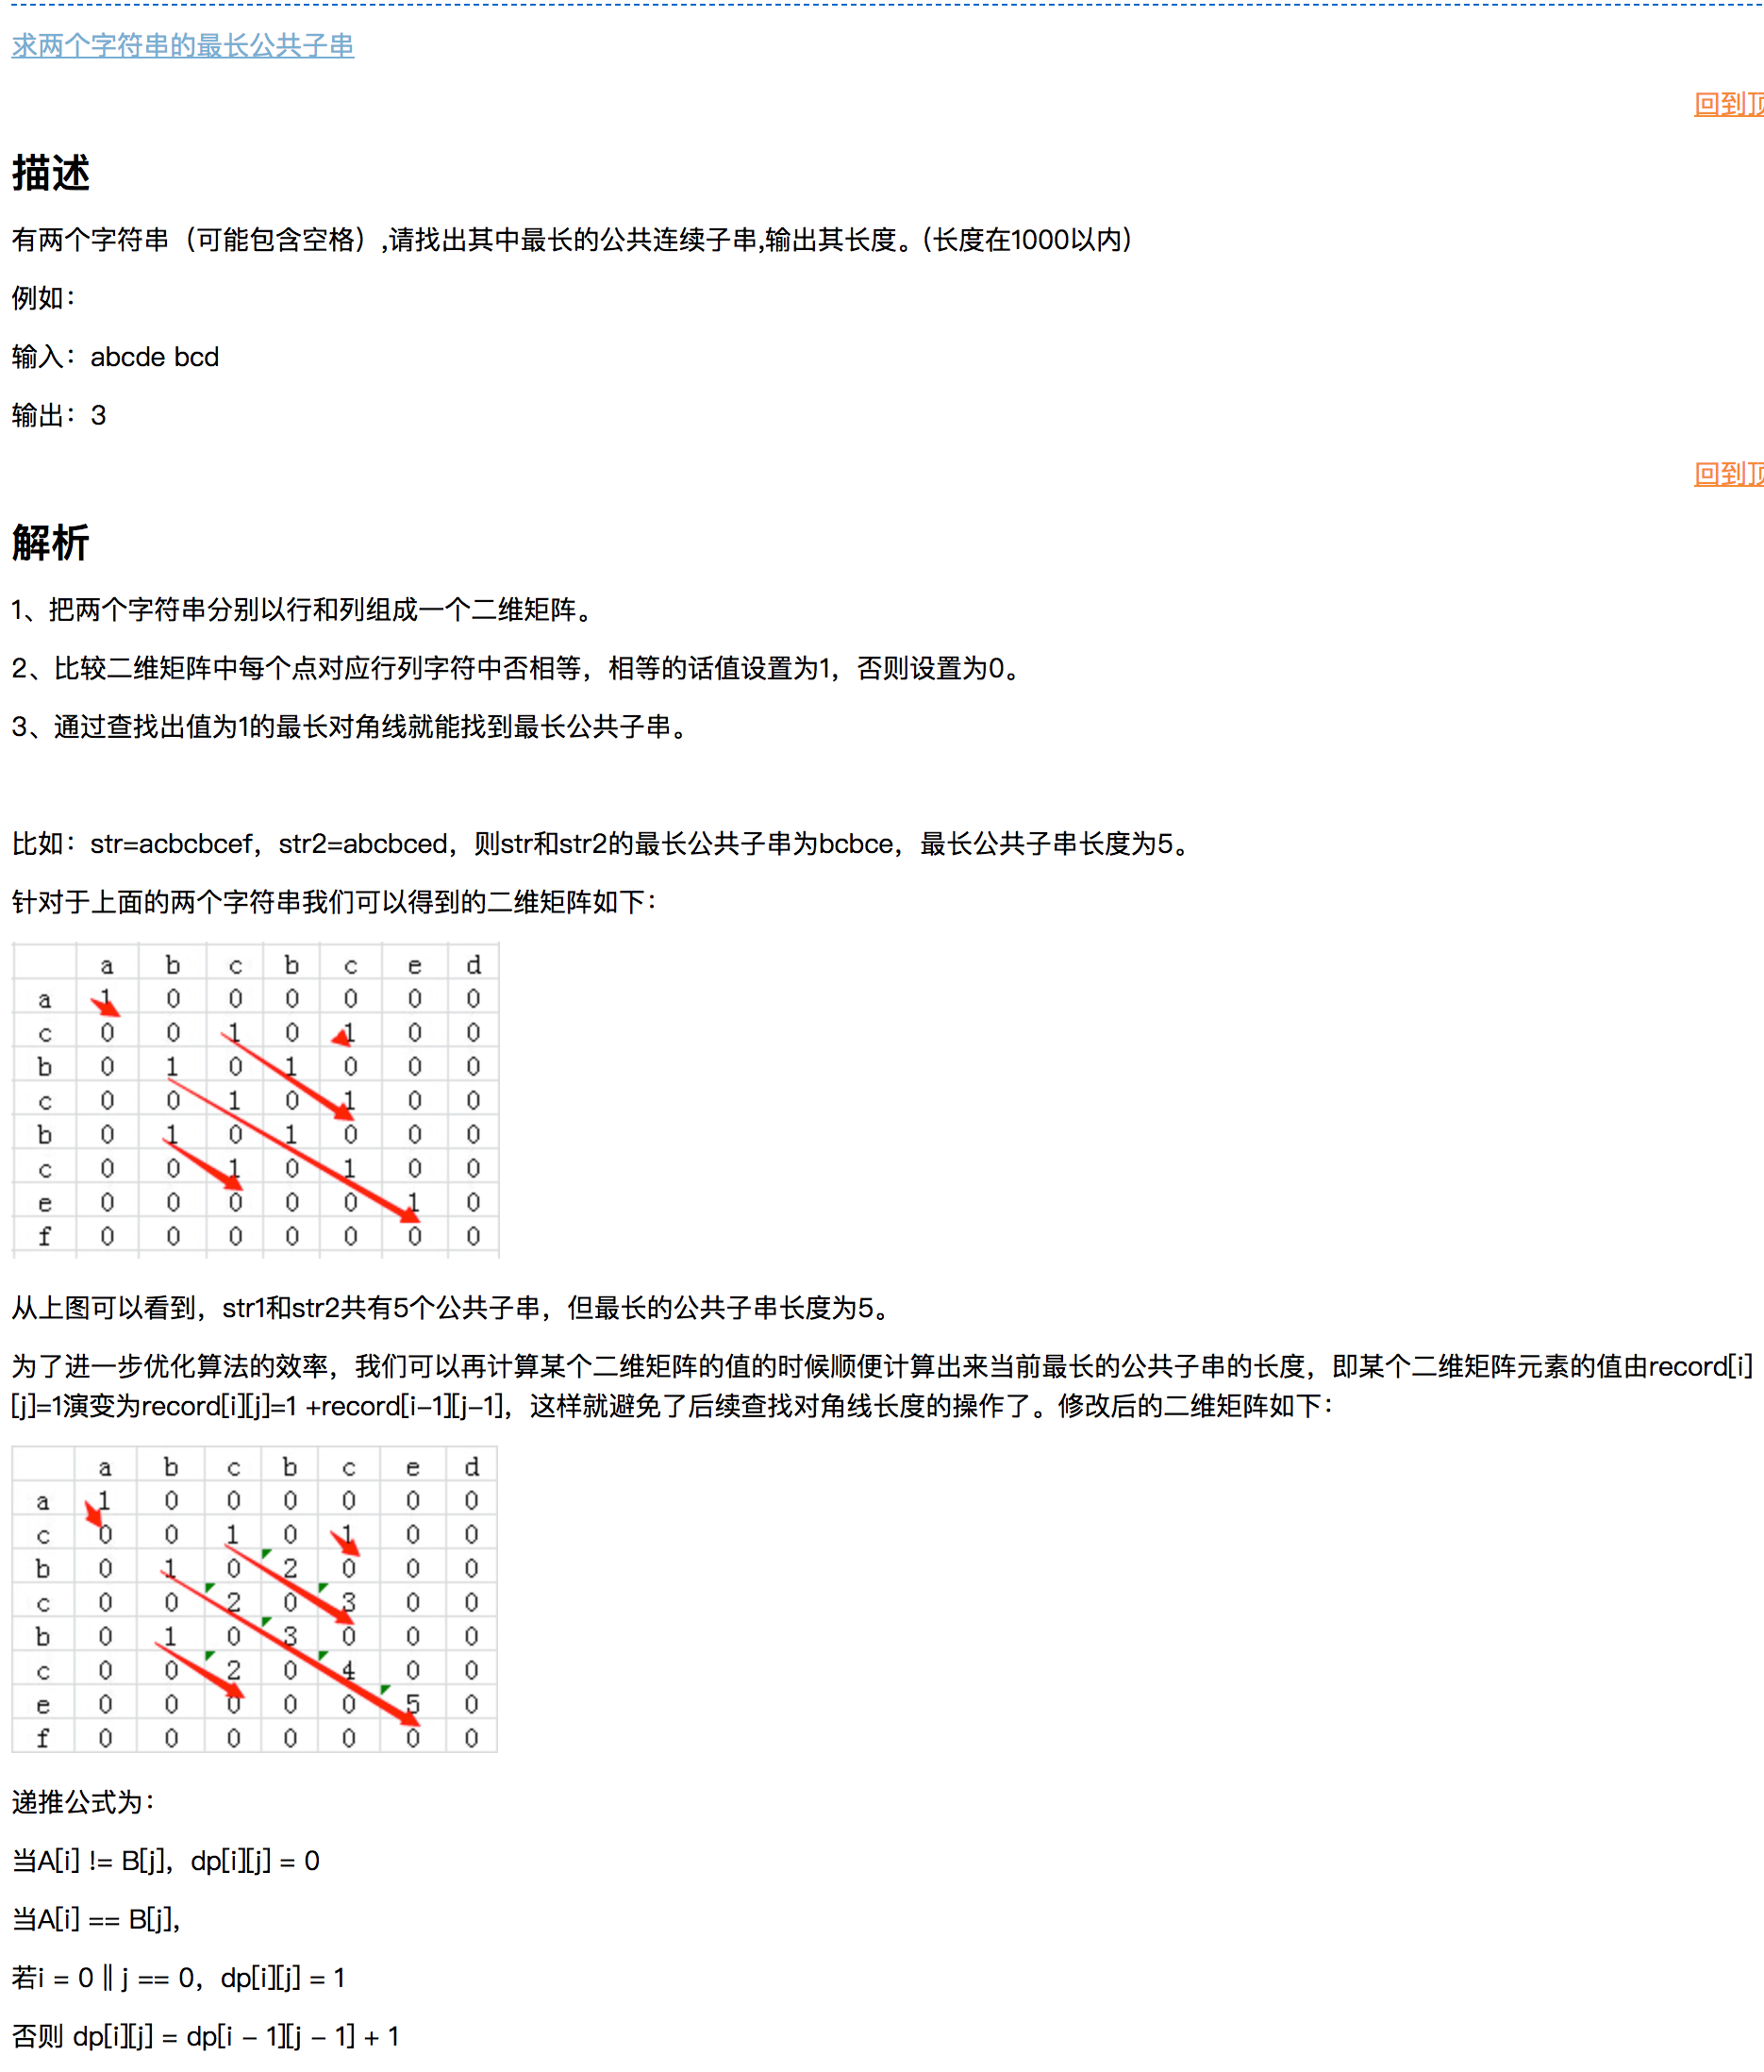 求两个字符串的最长公共子串
回到顶
描述
有两个字符串（可能包含空格）,请找出其中最长的公共连续子串,输出其长度。(长度在1000以内)
例如：
输入：abcde bcd
输出：3
回到顶
解析
1、把两个字符串分别以行和列组成一个二维矩阵。
2、比较二维矩阵中每个点对应行列字符中否相等，相等的话值设置为1，否则设置为0。
3、通过查找出值为1的最长对角线就能找到最长公共子串。
比如：str=acbcbcef，str2=abcbced，则str和str2的最长公共子串为bcbce，最长公共子串长度为5。
针对于上面的两个字符串我们可以得到的二维矩阵如下：
a b c b c e d
a 1 0 0 0 0 0 0
c 0 0 1 0 1 0 0
b 0 1 0 1 0 0 0
c 0 0 1 0 1 0 0
b 0 1 0 1 0 0 0
c 0 0 1 0 1 0 0
e 0 0 0 0 0 1 0
f 0 0 0 0 0 0 0
从上图可以看到，str1和str2共有5个公共子串，但最长的公共子串长度为5。
为了进一步优化算法的效率，我们可以再计算某个二维矩阵的值的时候顺便计算出来当前最长的公共子串的长度，即某个二维矩阵元素的值由record[i]
[j]=1演变为record[i][j]=1 +record[i-1][j-1]，这样就避免了后续查找对角线长度的操作了。修改后的二维矩阵如下：
a b c b c e d
a 1 0 0 0 0 0 0
c 0 0 1 0 1 0 0
b 0 1 0 2 0 0 0
c 0 0 2 0 3 0 0
b 0 1 0 3 0 0 0
c 0 0 2 0 4 0 0
e 0 0 0 0 0 5 0
f 0 0 0 0 0 0 0
递推公式为：
当A[i] != B[j]，dp[i][j] = 0
当A[i] == B[j]，
若i = 0 || j == 0，dp[i][j] = 1
否则 dp[i][j] = dp[i - 1][j - 1] + 1